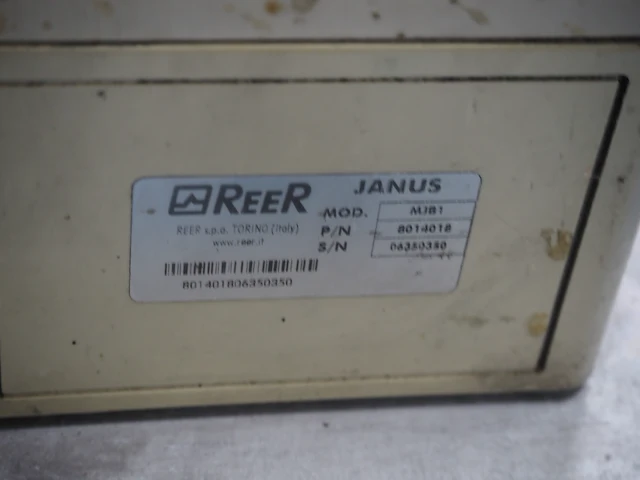 REER JANUS
MOD. MJB1
REER s.p.a. TORINO (Italy) P/N 8014018
www.reer.it S/N 06350350
801401806350350